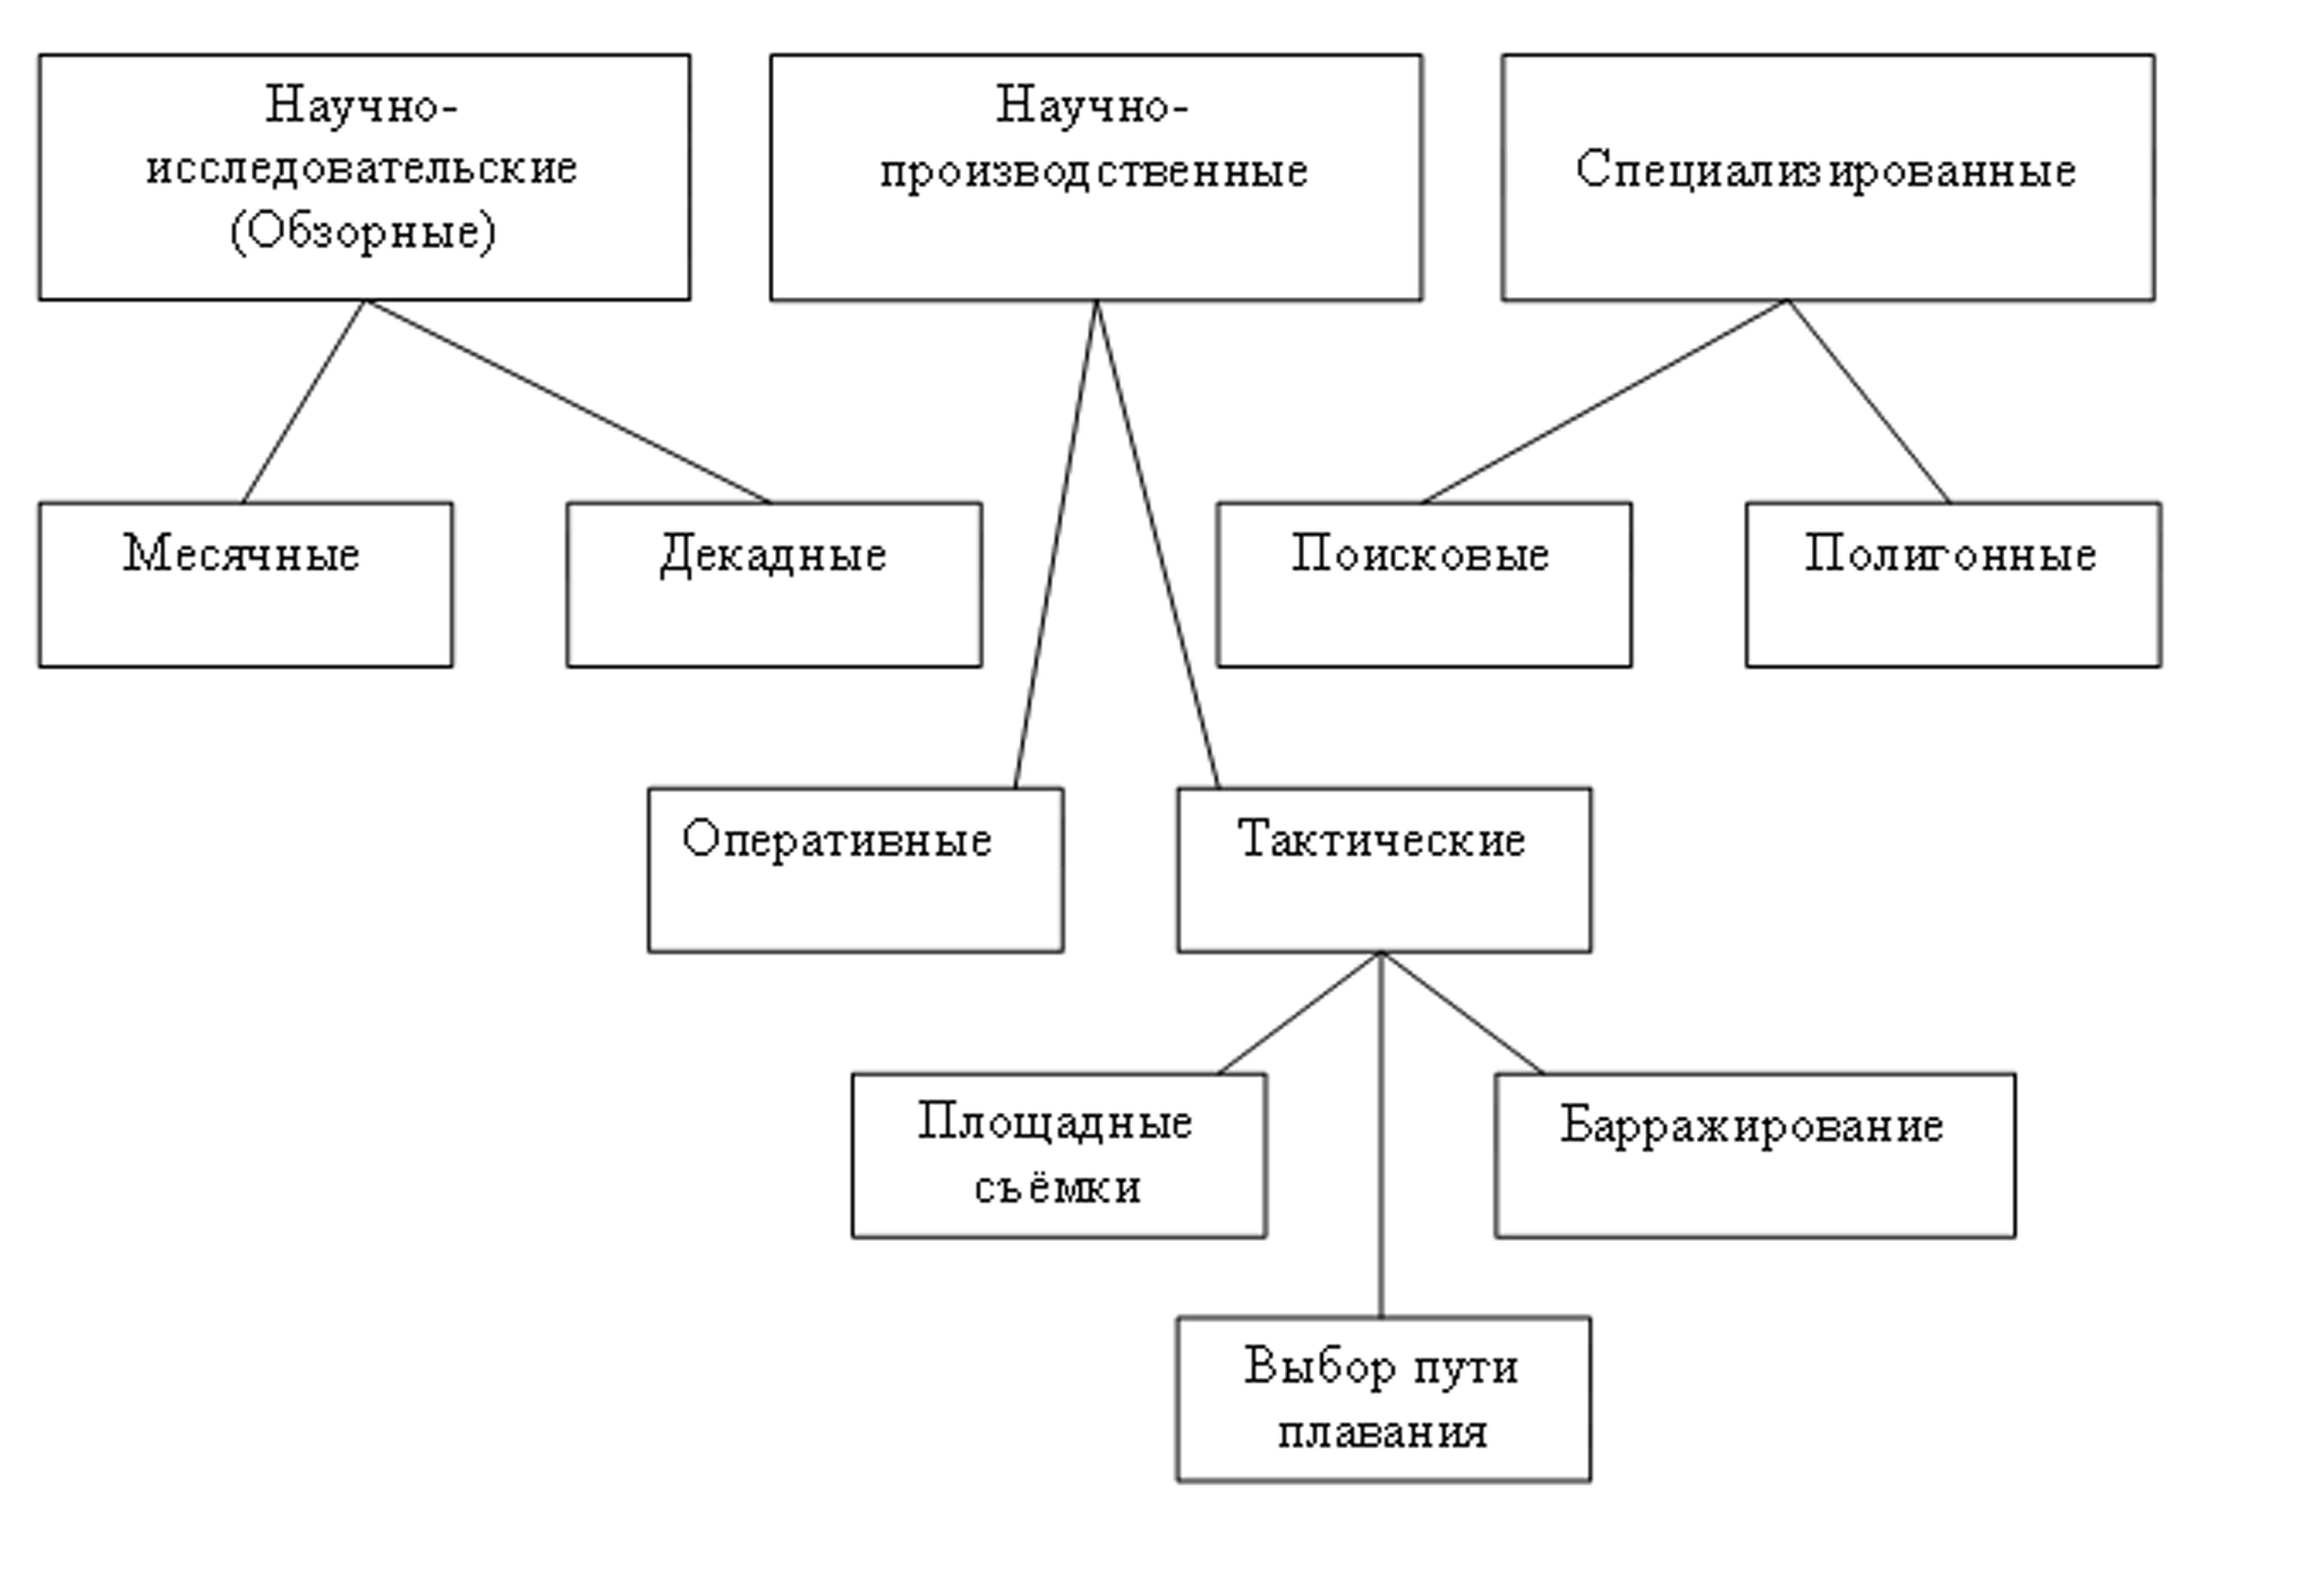 Научно-
исследовательские
(Обзорные)
Научно-
производственные
Специализированные
Месячные
Декадные
Поисковые
Полигонные
Оперативные
Тактические
Площадные
съёмки
Барражирование
Выбор пути
плавания